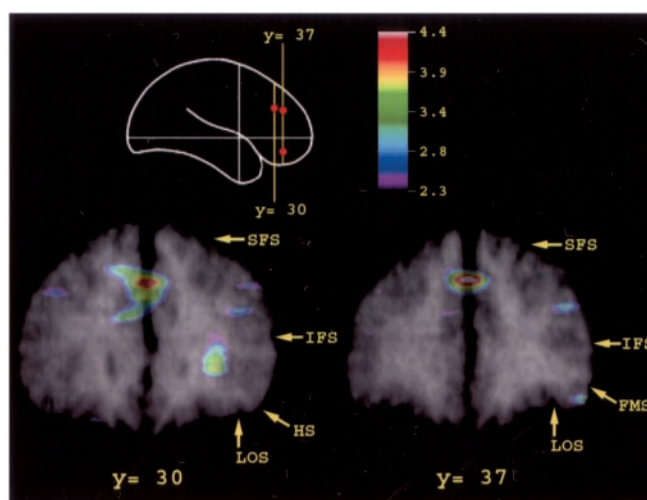 y= 37
4.4
3.9
3.4
2.8
2.3
y= 30
SFS
SFS
IFS
IFS
HS
FMS
LOS
LOS
y = 30
y = 37